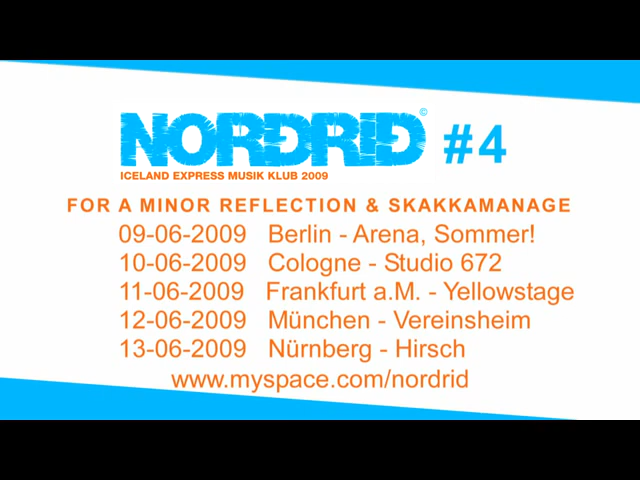 NORDRID© #4
ICELAND EXPRESS MUSIK KLUB 2009
FOR A MINOR REFLECTION & SKAKKAMANAGE
09-06-2009 Berlin - Arena, Sommer!
10-06-2009 Cologne - Studio 672
11-06-2009 Frankfurt a.M. - Yellowstage
12-06-2009 München - Vereinsheim
13-06-2009 Nürnberg - Hirsch
www.myspace.com/nordrid